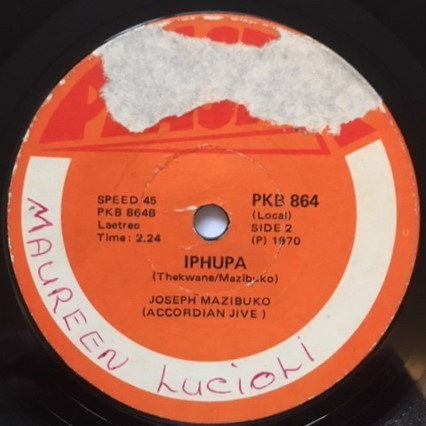 SPEED 45
PKB 864B
Laetrec
Time: 2.24
PKB 864
(Local)
SIDE 2
(P) 1970
IPHUPA
(Thekwane/Mazibuko)
JOSEPH MAZIBUKO
(ACCORDIAN JIVE )
MAUREEN LUCIOLI